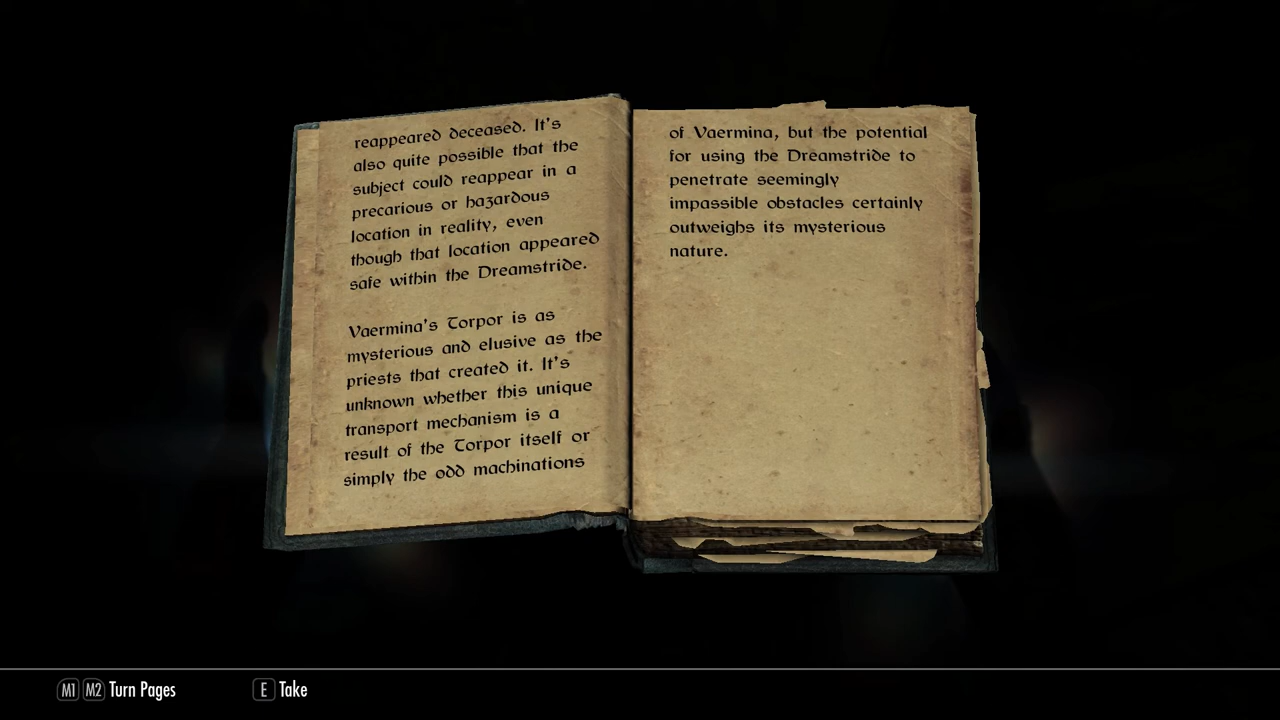 reappeared deceased. It's
also quite possible that the
subject could reappear in a
precarious or hazardous
location in reality, even
though that location appeared
safe within the Dreamstride.
Vaermina's Torpor is as
mysterious and elusive as the
priests that created it. It's
unknown whether this unique
transport mechanism is a
result of the Torpor itself or
simply the odd machinations
of Vaermina, but the potential
for using the Dreamstride to
penetrate seemingly
impassible obstacles certainly
outweighs its mysterious
nature.
M1 M2 Turn Pages
E Take